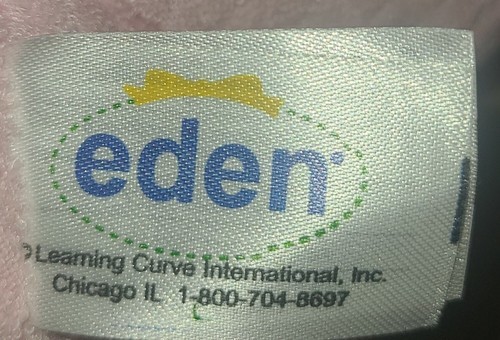 eden
© Learning Curve International, Inc.
Chicago IL 1-800-704-8697